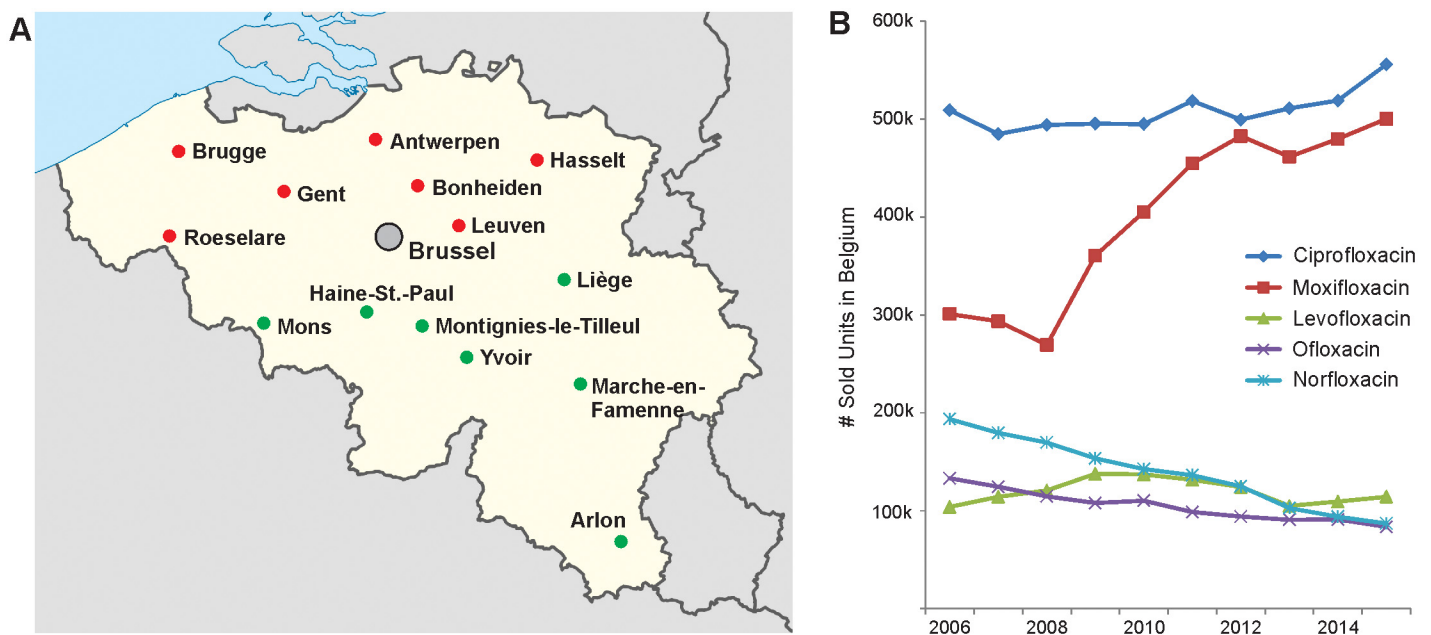 A
Brugge
Antwerpen
Hasselt
Gent
Bonheiden
Leuven
Roeselare
Brussel
Liège
Haine-St.-Paul
Mons
Montignies-le-Tilleul
Yvoir
Marche-en-
Famenne
Arlon
B
# Sold Units in Belgium
600k
500k
400k
300k
200k
100k
2006
2008
2010
2012
2014
Ciprofloxacin
Moxifloxacin
Levofloxacin
Ofloxacin
Norfloxacin